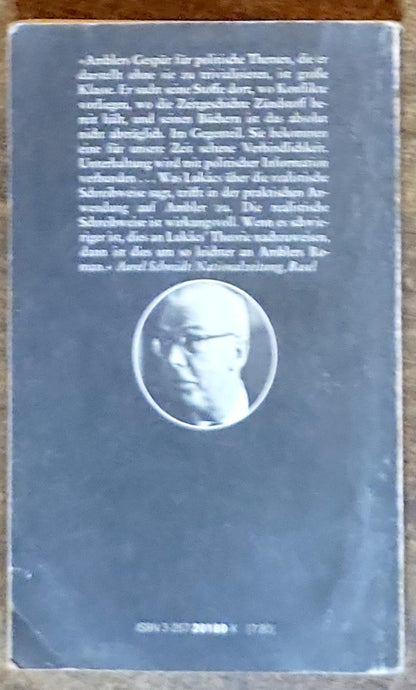 »Amblers Gespür für politische Themen, die er
darstellt ohne sie zu trivialisieren, ist große
Klasse. Er sucht seine Stoffe dort, wo Konflikte
vorliegen, wo die Zeitgeschichte Zündstoff be-
reit hält, und seinen Büchern ist das absolut
nicht abträglich. Im Gegenteil. Sie bekommen
eine für unsere Zeit seltene Verbindlichkeit.
Unterhaltung wird mit politischer Information
verbunden … Was Lukács über die realistische
Schreibweise sagt, trifft in der praktischen An-
wendung auf Ambler zu. Die realistische
Schreibweise ist wirkungsvoll. Wenn es schwie-
riger ist, dies an Lukács' Theorie nachzuweisen,
dann ist dies um so leichter an Amblers Ro-
man.« Aurel Schmidt/Nationalzeitung, Basel
ISBN 3-257-20180 X